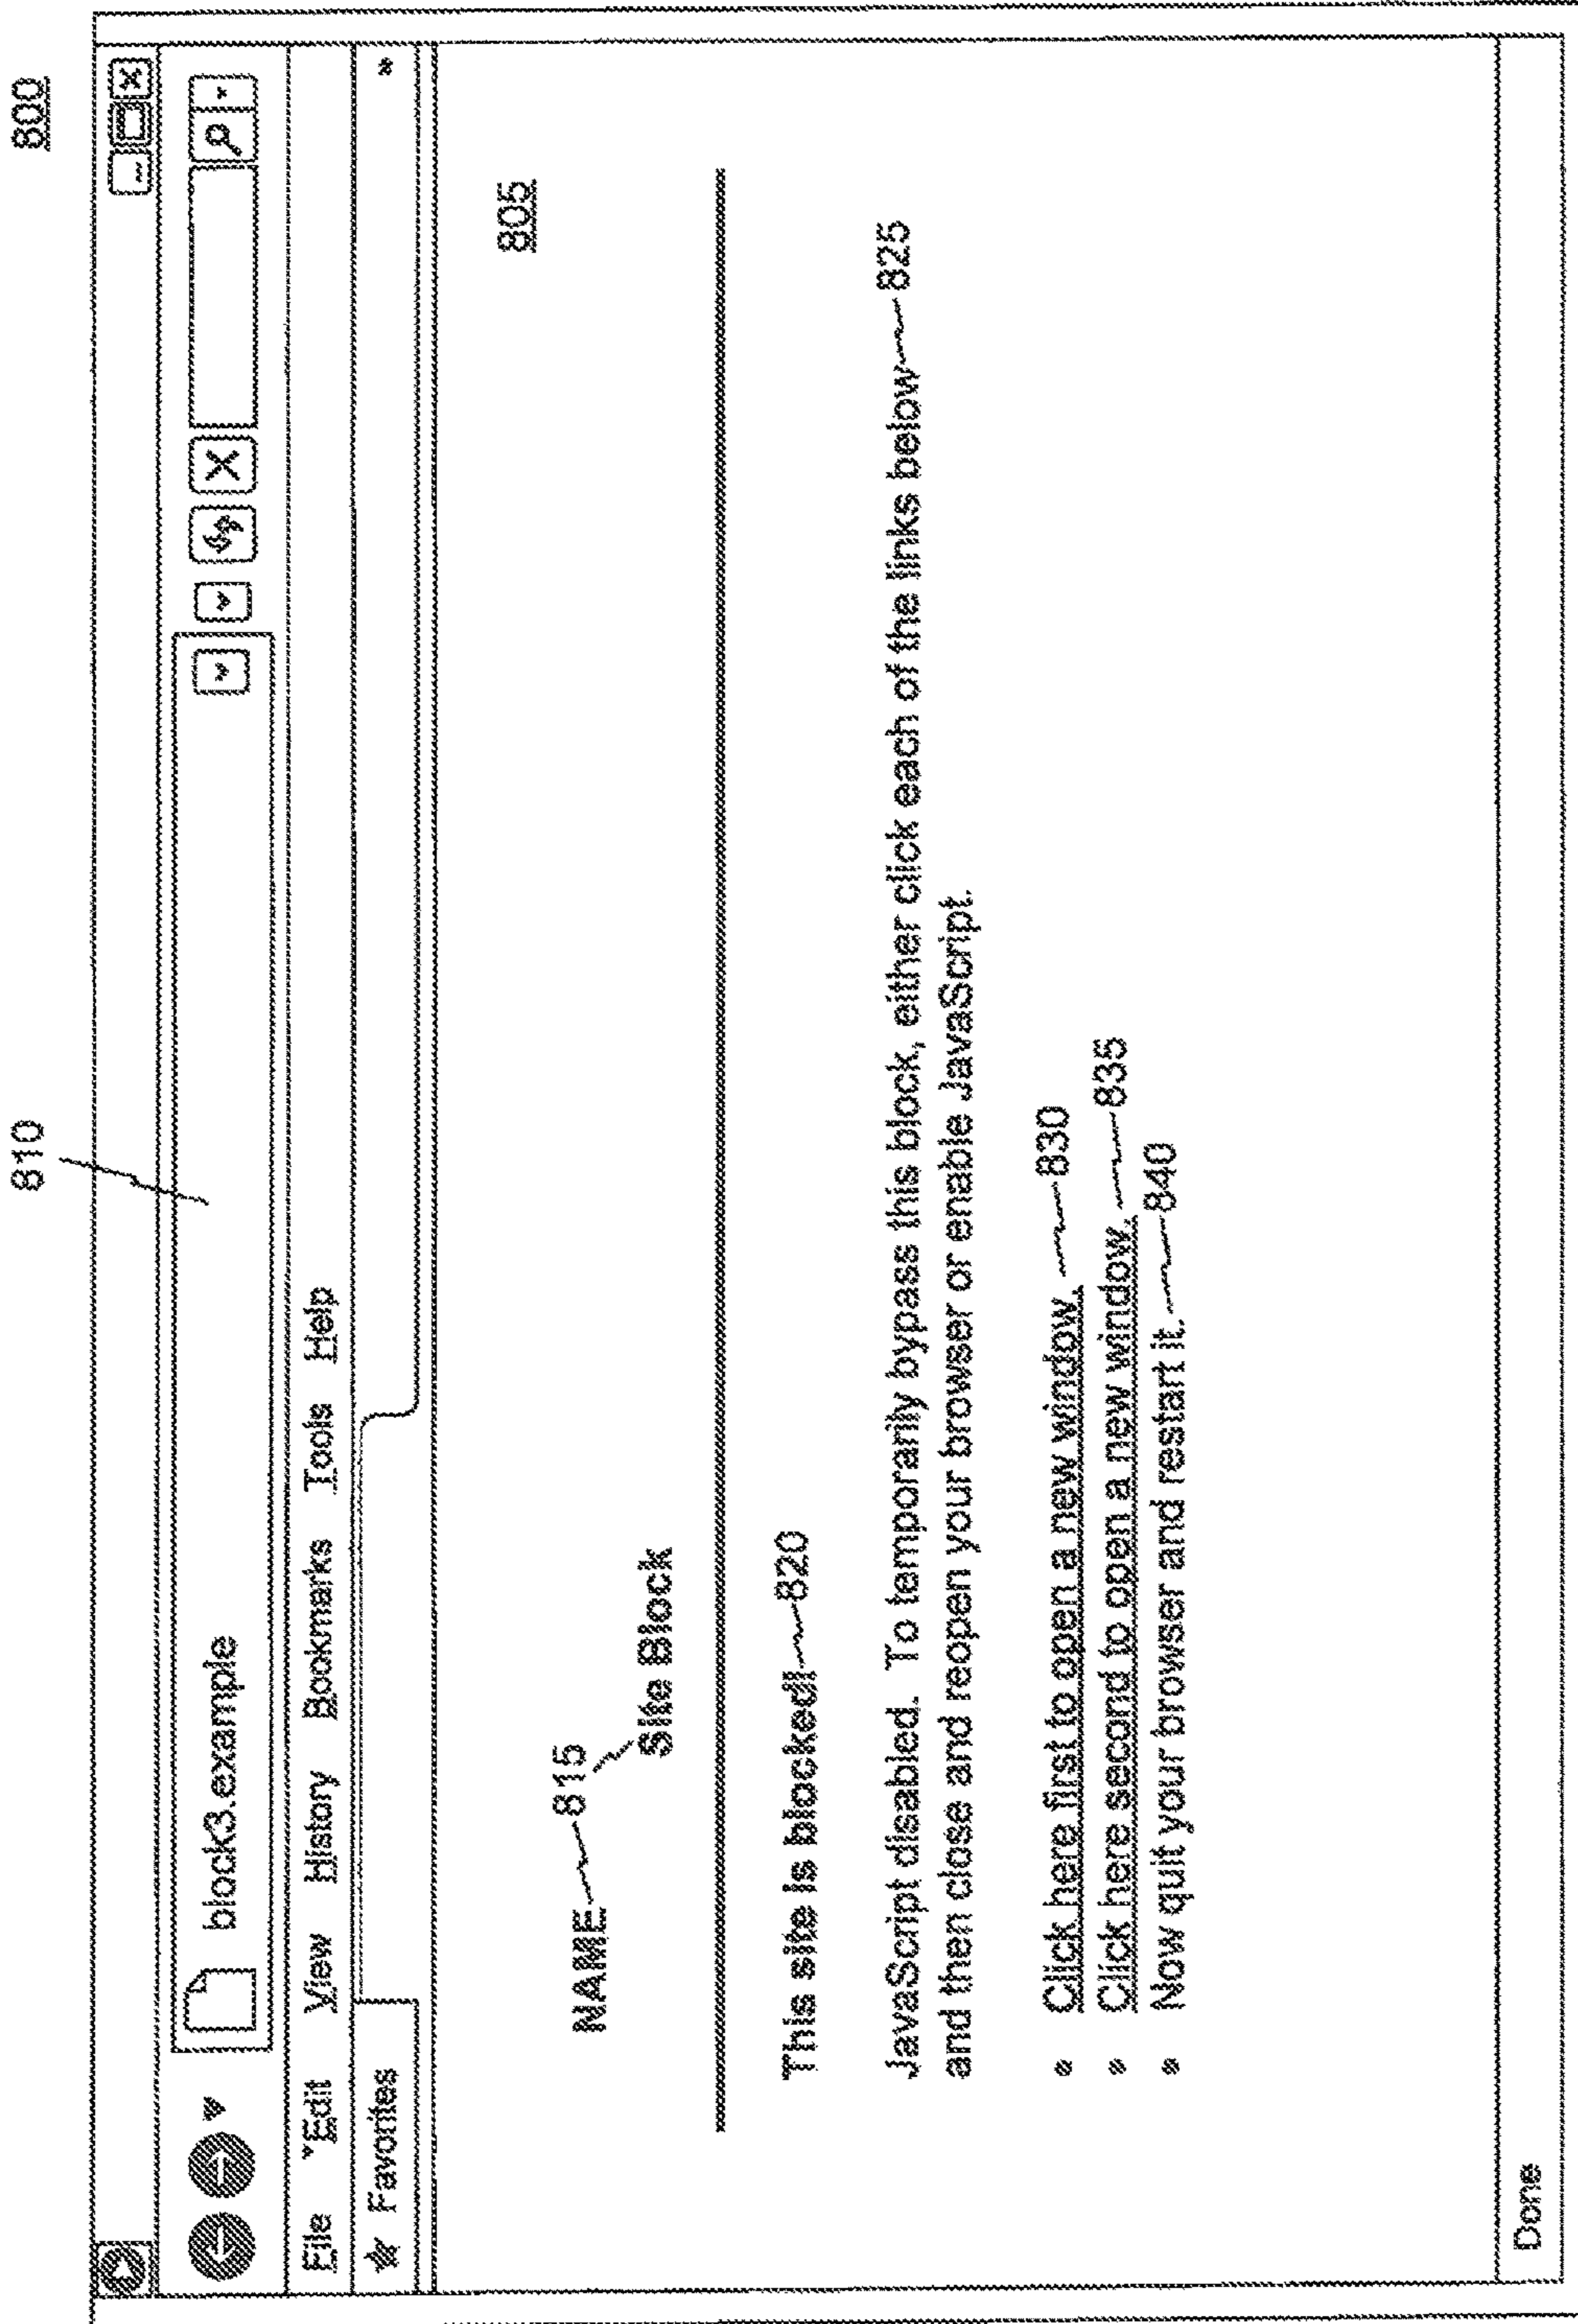 800
810
block3.example
File Edit View History Bookmarks Tools Help
Favorites
»
805
NAME 815
Site Block
This site is blocked! 820
JavaScript disabled. To temporarily bypass this block, either click each of the links below 825
and then close and reopen your browser or enable JavaScript.
• Click here first to open a new window. 830
• Click here second to open a new window. 835
• Now quit your browser and restart it. 840
Done